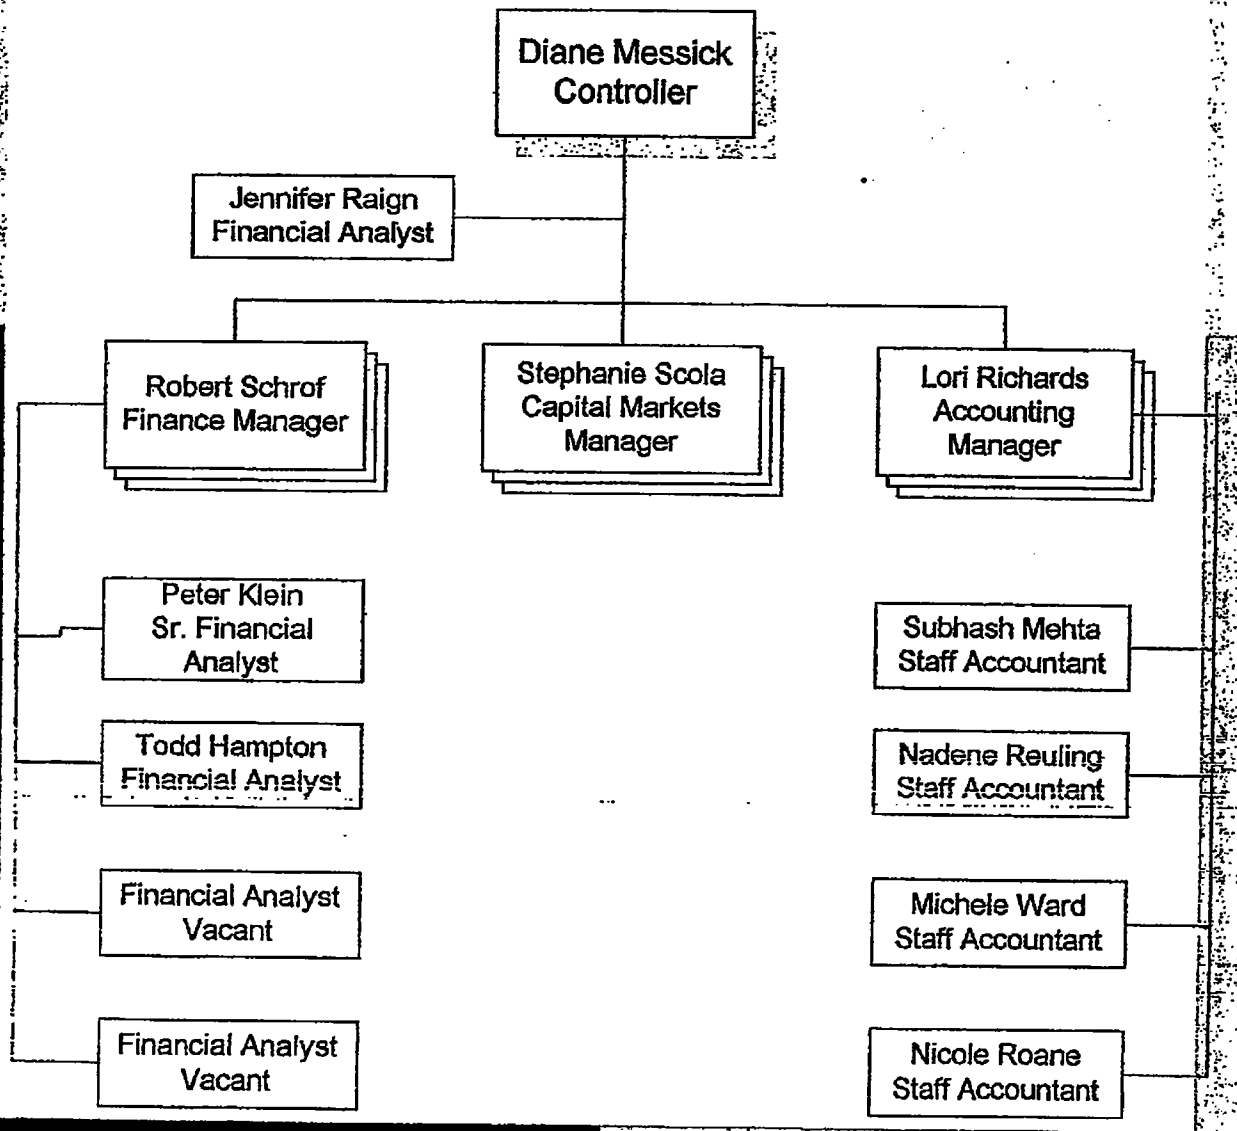 Diane Messick
Controller
Jennifer Raign
Financial Analyst
Robert Schrof
Finance Manager
Stephanie Scola
Capital Markets
Manager
Lori Richards
Accounting
Manager
Peter Klein
Sr. Financial
Analyst
Subhash Mehta
Staff Accountant
Todd Hampton
Financial Analyst
Nadene Reuling
Staff Accountant
Financial Analyst
Vacant
Michele Ward
Staff Accountant
Financial Analyst
Vacant
Nicole Roane
Staff Accountant